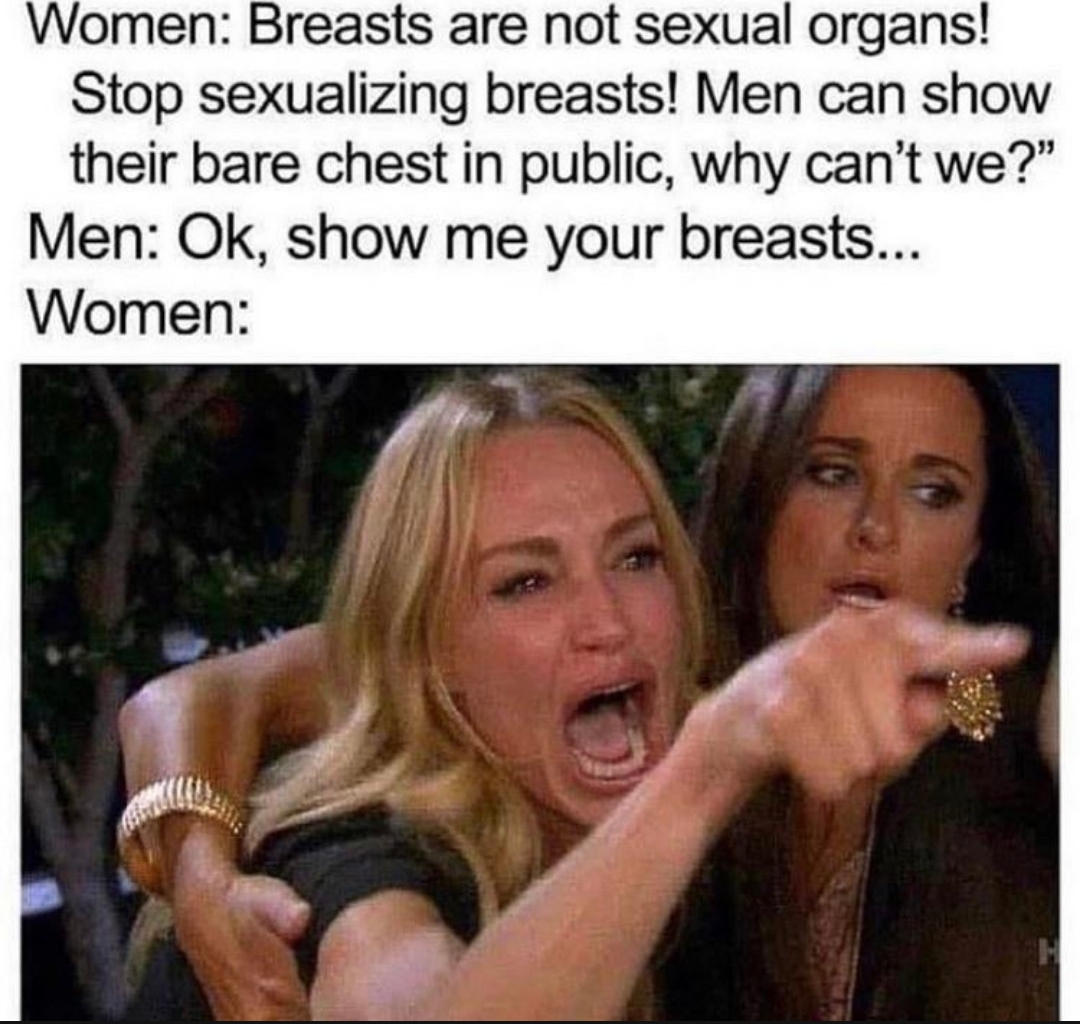 Women: Breasts are not sexual organs!
Stop sexualizing breasts! Men can show
their bare chest in public, why can’t we?”
Men: Ok, show me your breasts...
Women:
H